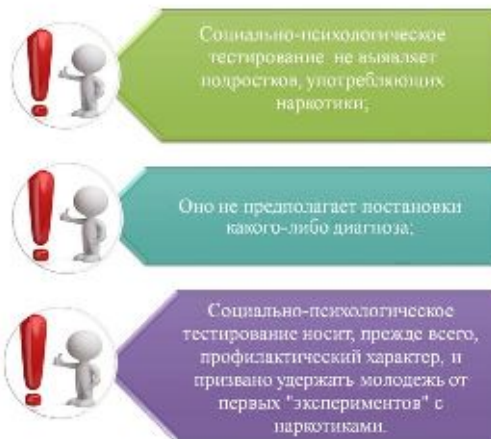 Социально-психологическое
тестирование не выявляет
подростков, употребляющих
наркотики;
Оно не предполагает постановки
какого-либо диагноза;
Социально-психологическое
тестирование носит, прежде всего,
профилактический характер, и
призвано удержать молодежь от
первых "экспериментов" с
наркотиками.